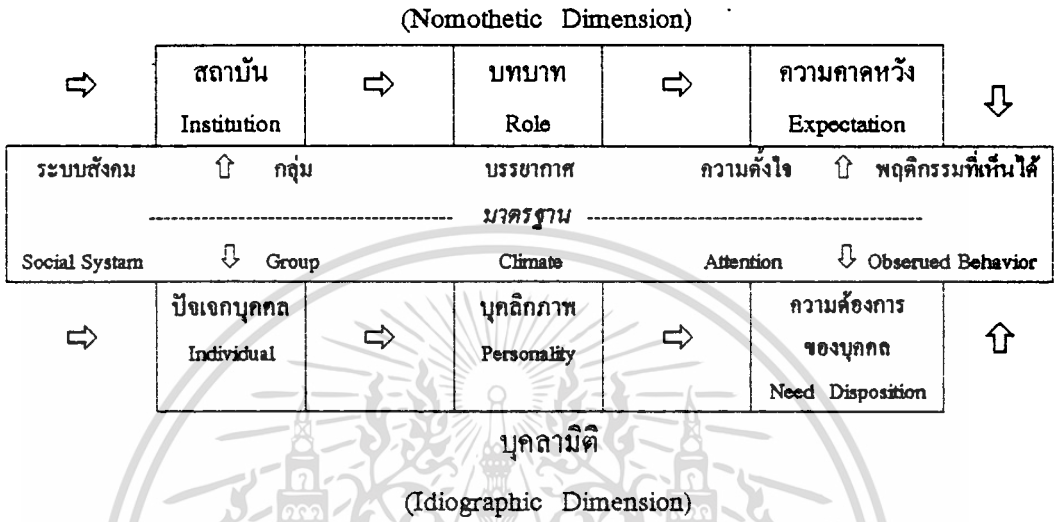 (Nomothetic Dimension)
⇨ สถาบัน ⇨ บทบาท ⇨ ความคาดหวัง ⇩
Institution Role Expectation
ระบบสังคม ⇧ กลุ่ม บรรยากาศ ความตั้งใจ ⇧ พฤติกรรมที่เห็นได้
มาตรฐาน
Social Systam ⇩ Group Climate Attention ⇩ Obserued Behavior
⇨ ปัจเจกบุคคล ⇨ บุคลิกภาพ ⇨ ความต้องการ ⇧
Individual Personality ของบุคคล
Need Disposition
บุคลามิติ
(Idiographic Dimension)